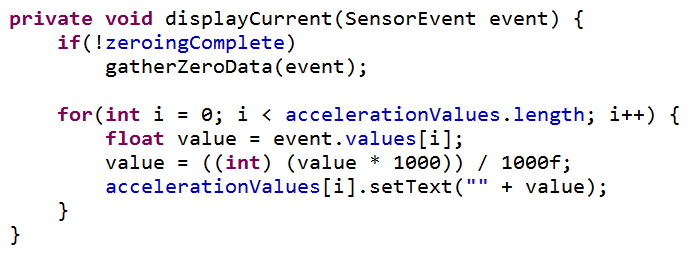 private void displayCurrent(SensorEvent event) {
    if(!zeroingComplete)
        gatherZeroData(event);

    for(int i = 0; i < accelerationValues.length; i++) {
        float value = event.values[i];
        value = ((int) (value * 1000)) / 1000f;
        accelerationValues[i].setText("" + value);
    }
}